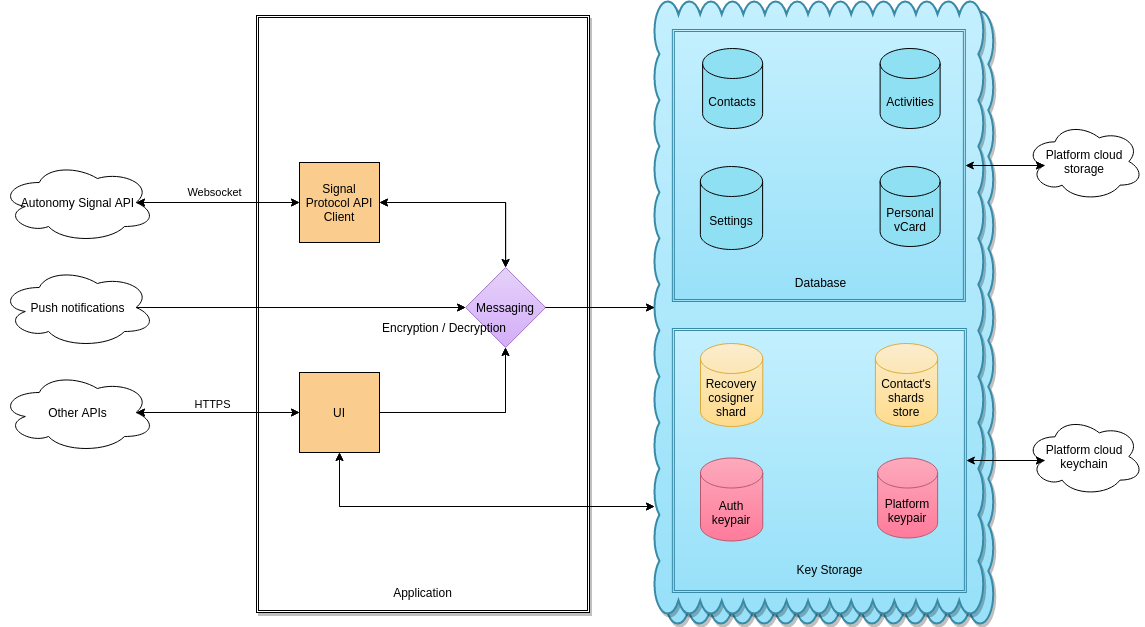 Autonomy Signal API
Websocket
Push notifications
Other APIs
HTTPS
Signal
Protocol API
Client
Messaging
Encryption / Decryption
UI
Application
Contacts
Activities
Settings
Personal
vCard
Database
Recovery
cosigner
shard
Contact's
shards
store
Auth
keypair
Platform
keypair
Key Storage
Platform cloud
storage
Platform cloud
keychain